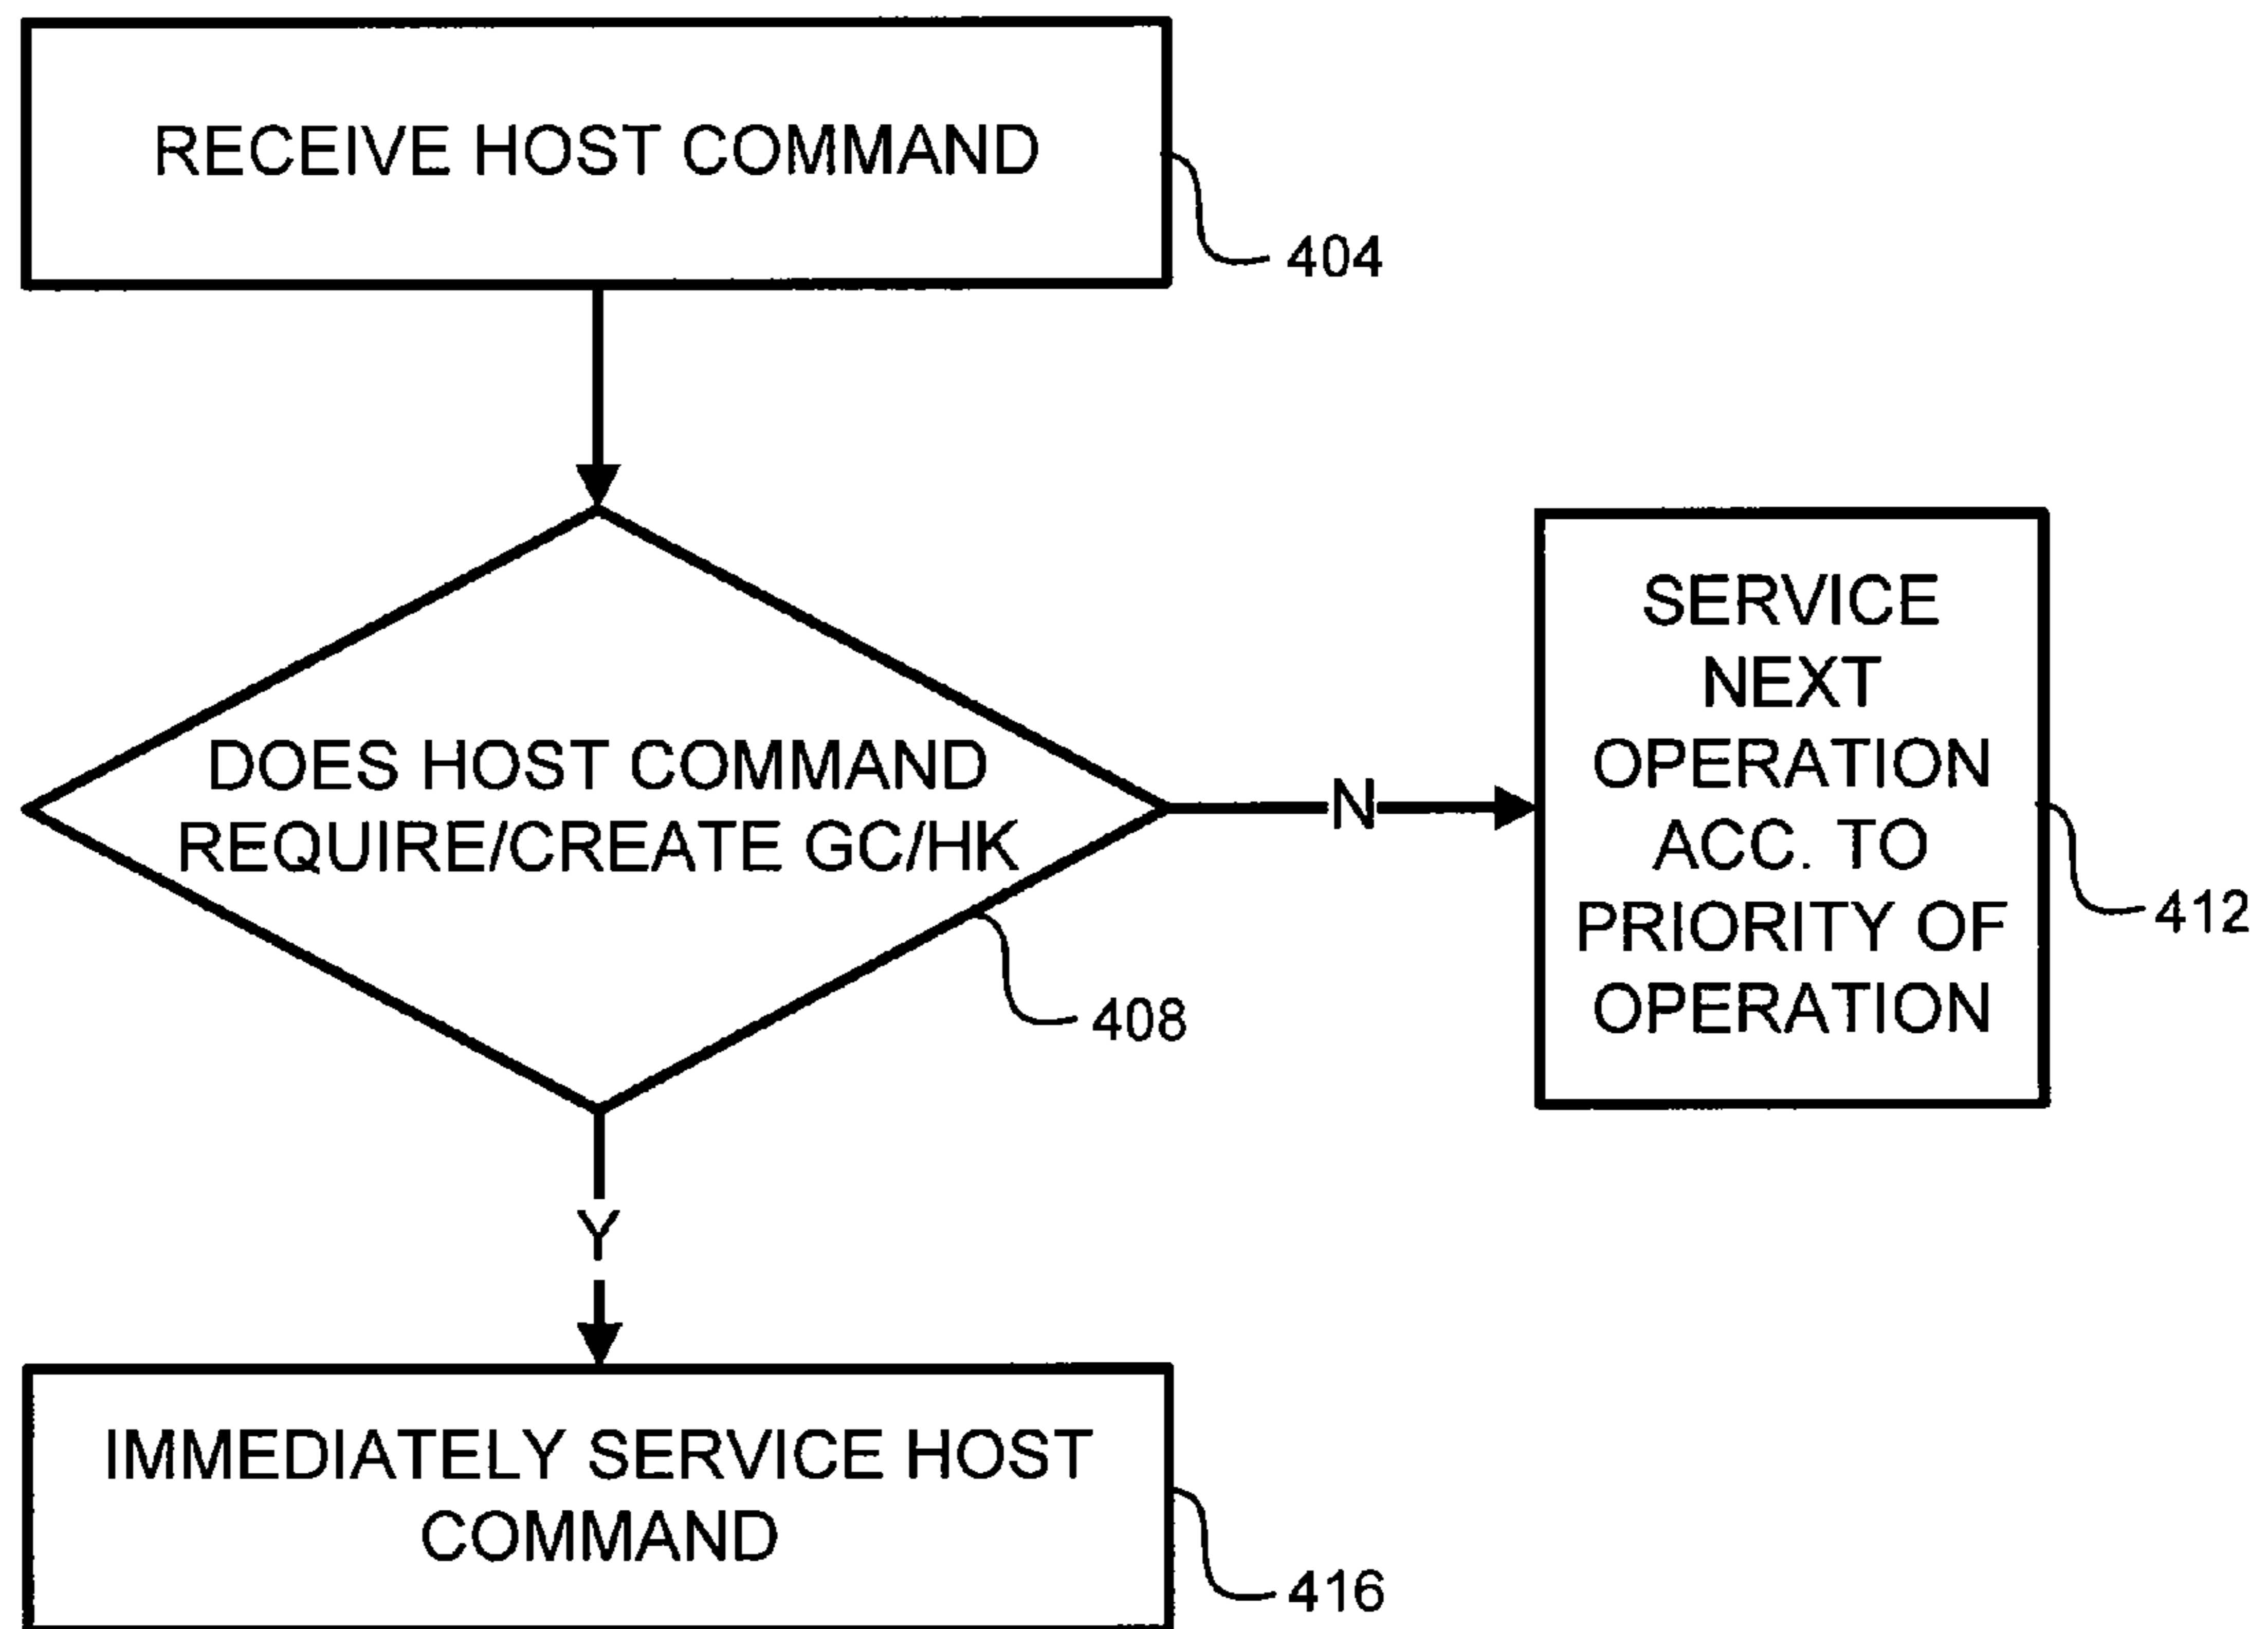 RECEIVE HOST COMMAND
404
DOES HOST COMMAND
REQUIRE/CREATE GC/HK
408
N
SERVICE
NEXT
OPERATION
ACC. TO
PRIORITY OF
OPERATION
412
Y
IMMEDIATELY SERVICE HOST
COMMAND
416